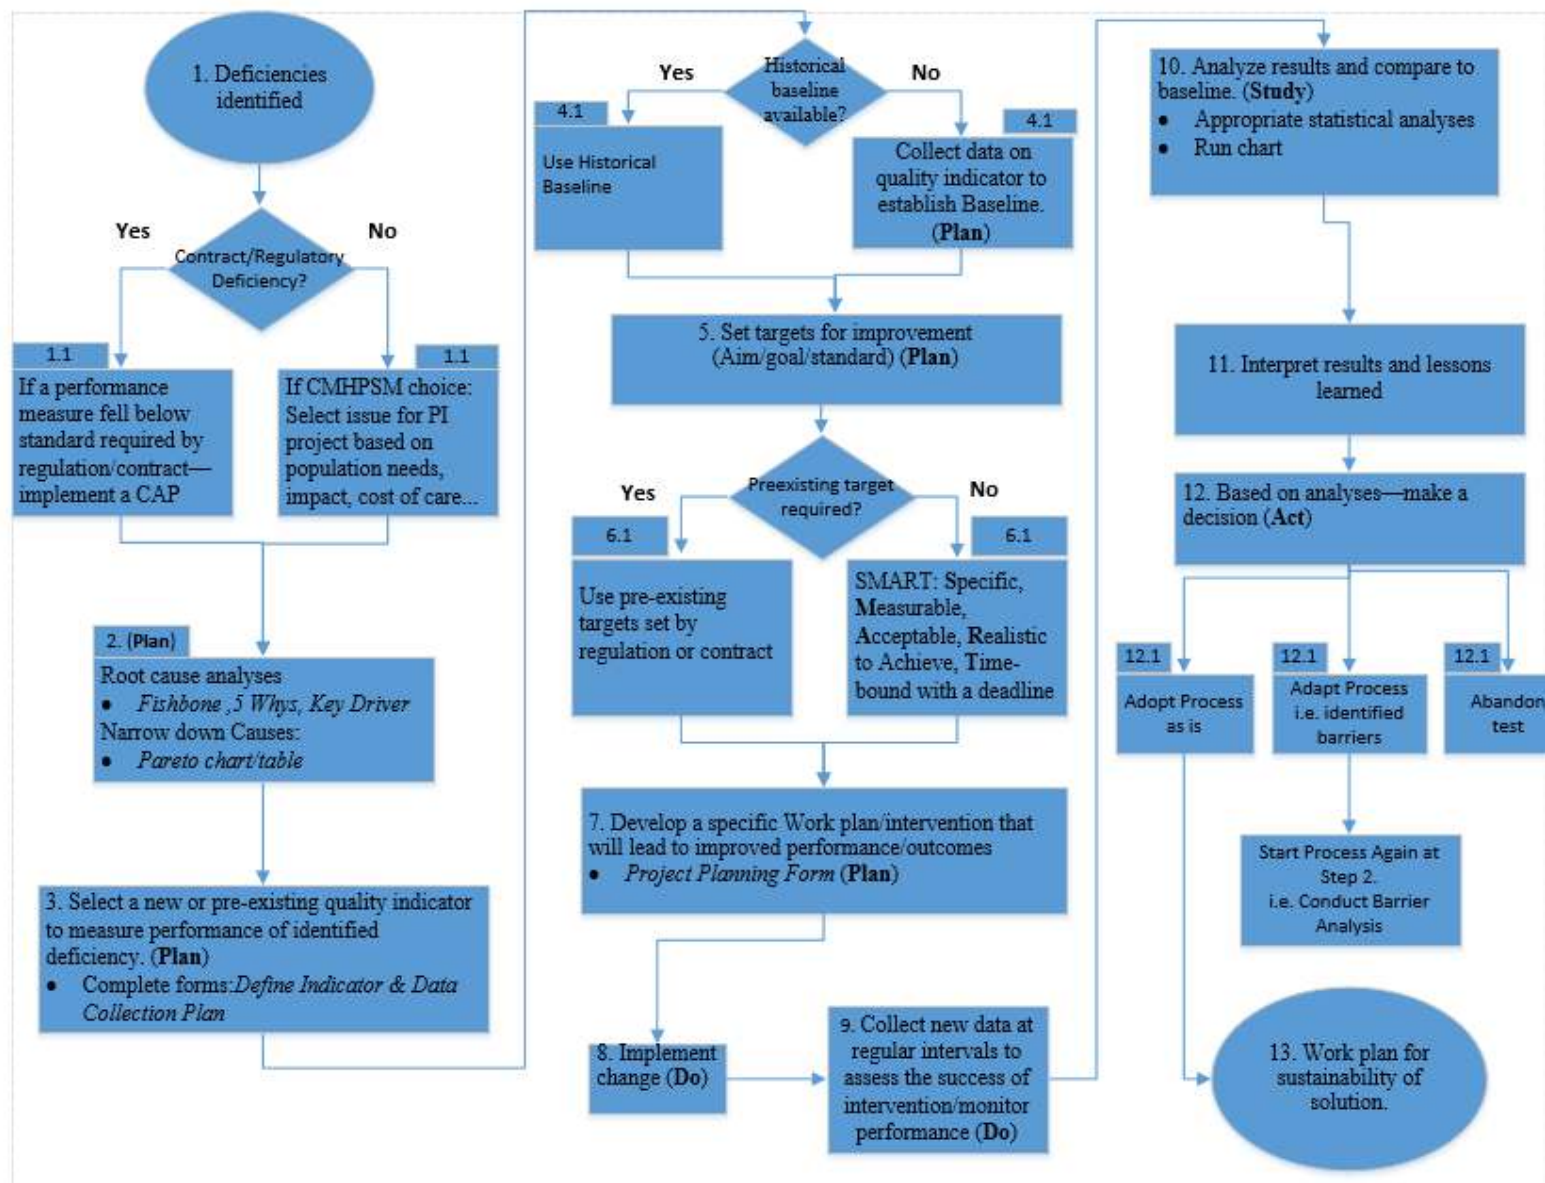 1. Deficiencies
identified
Yes
No
Contract/Regulatory
Deficiency?
1.1
If a performance
measure fell below
standard required by
regulation/contract—
implement a CAP
1.1
If CMHPSM choice:
Select issue for PI
project based on
population needs,
impact, cost of care...
2. (Plan)
Root cause analyses
• Fishbone ,5 Whys, Key Driver
Narrow down Causes:
• Pareto chart/table
3. Select a new or pre-existing quality indicator
to measure performance of identified
deficiency. (Plan)
• Complete forms:Define Indicator & Data
Collection Plan
Historical
baseline
available?
Yes
No
4.1
Use Historical
Baseline
4.1
Collect data on
quality indicator to
establish Baseline.
(Plan)
5. Set targets for improvement
(Aim/goal/standard) (Plan)
Preexisting target
required?
Yes
No
6.1
Use pre-existing
targets set by
regulation or contract
6.1
SMART: Specific,
Measurable,
Acceptable, Realistic
to Achieve, Time-
bound with a deadline
7. Develop a specific Work plan/intervention that
will lead to improved performance/outcomes
• Project Planning Form (Plan)
8. Implement
change (Do)
9. Collect new data at
regular intervals to
assess the success of
intervention/monitor
performance (Do)
10. Analyze results and compare to
baseline. (Study)
• Appropriate statistical analyses
• Run chart
11. Interpret results and lessons
learned
12. Based on analyses—make a
decision (Act)
12.1
Adopt Process
as is
12.1
Adapt Process
i.e. identified
barriers
12.1
Abandon
test
Start Process Again at
Step 2.
i.e. Conduct Barrier
Analysis
13. Work plan for
sustainability of
solution.